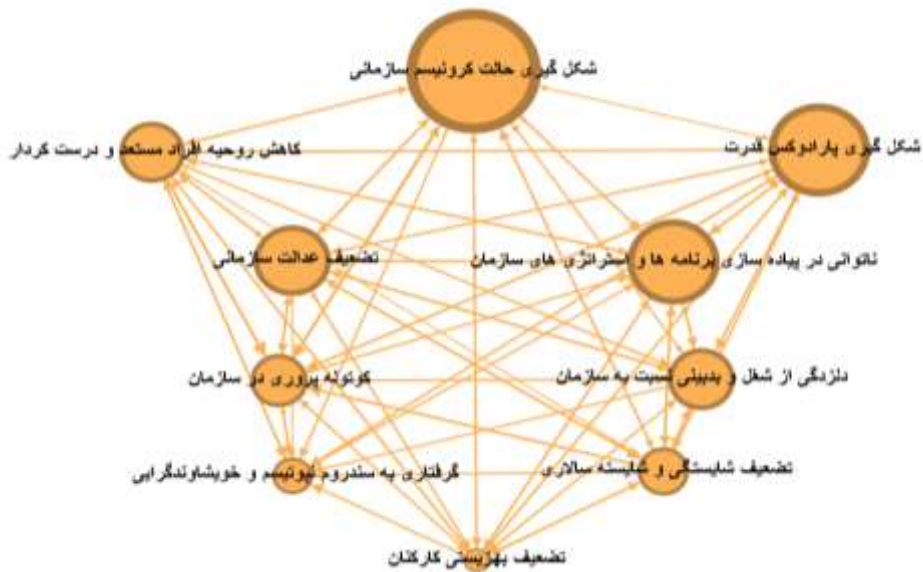 شکل گیری حالت کرونیسم سازمانی
شکل گیری پارادوکس قدرت
کاهش روحیه افراد مستعد و درست کردار
ناتوانی در پیاده سازی برنامه ها و استراتژی های سازمان
تضعیف عدالت سازمانی
دلزدگی از شغل و بدبینی نسبت به سازمان
کوتوله پروری در سازمان
تضعیف شایستگی و شایسته سالاری
گرفتاری به سندروم نپوتیسم و خویشاوندگرایی
تضعیف بهزیستی کارکنان